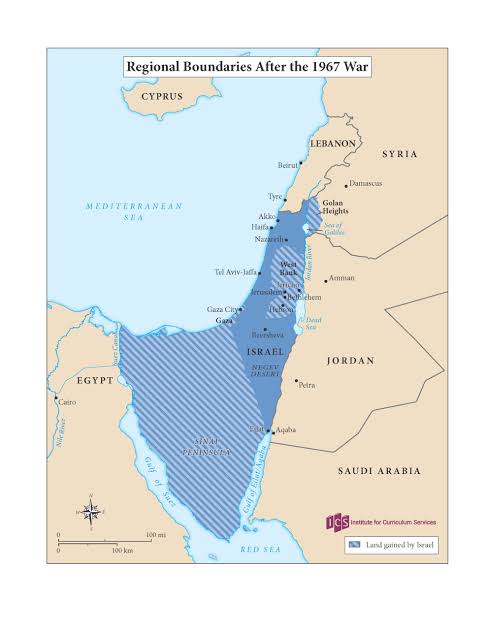 Regional Boundaries After the 1967 War
CYPRUS
LEBANON
SYRIA
Beirut
Damascus
MEDITERRANEAN
SEA
Tyre
Golan
Heights
Akko
Haifa
Sea of
Galilee
Nazareth
Jordan River
West
Bank
Tel Aviv-Jaffa
Amman
Jericho
Jerusalem
Bethlehem
Hebron
Gaza City
Gaza
Dead
Sea
Beersheva
Suez Canal
ISRAEL
JORDAN
NEGEV
DESERT
EGYPT
Petra
Cairo
Nile River
Eilat
Aqaba
SINAI
PENINSULA
Gulf of Suez
Gulf of Eilat/Aqaba
SAUDI ARABIA
N
W
E
S
0
100 mi
0
100 km
RED SEA
ICS Institute for Curriculum Services
Land gained by Israel